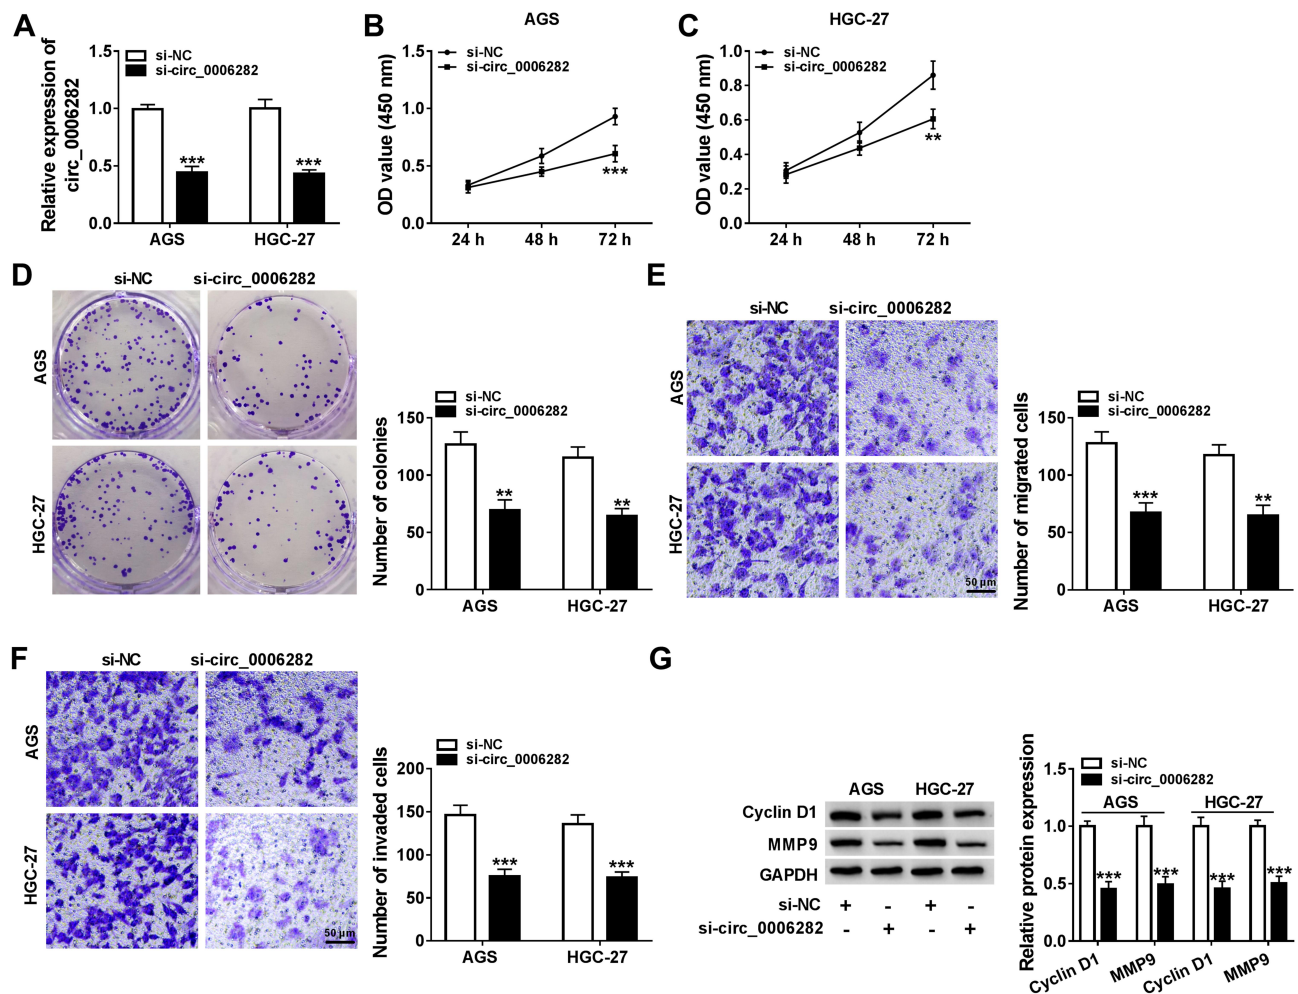 A
Relative expression of
circ_0006282
1.5
1.0
0.5
0.0
si-NC
si-circ_0006282
***
***
AGS
HGC-27
B
AGS
OD value (450 nm)
1.5
1.0
0.5
0.0
si-NC
si-circ_0006282
***
24 h
48 h
72 h
C
HGC-27
OD value (450 nm)
1.0
0.8
0.6
0.4
0.2
0.0
si-NC
si-circ_0006282
**
24 h
48 h
72 h
D
si-NC
si-circ_0006282
AGS
HGC-27
Number of colonies
150
100
50
0
si-NC
si-circ_0006282
**
**
AGS
HGC-27
E
si-NC
si-circ_0006282
AGS
HGC-27
50 μm
Number of migrated cells
150
100
50
0
si-NC
si-circ_0006282
***
**
AGS
HGC-27
F
si-NC
si-circ_0006282
AGS
HGC-27
50 μm
Number of invaded cells
200
150
100
50
0
si-NC
si-circ_0006282
***
***
AGS
HGC-27
G
AGS
HGC-27
Cyclin D1
MMP9
GAPDH
si-NC + - + -
si-circ_0006282 - + - +
Relative protein expression
1.5
1.0
0.5
0.0
si-NC
si-circ_0006282
AGS
HGC-27
***
***
***
***
Cyclin D1
MMP9
Cyclin D1
MMP9